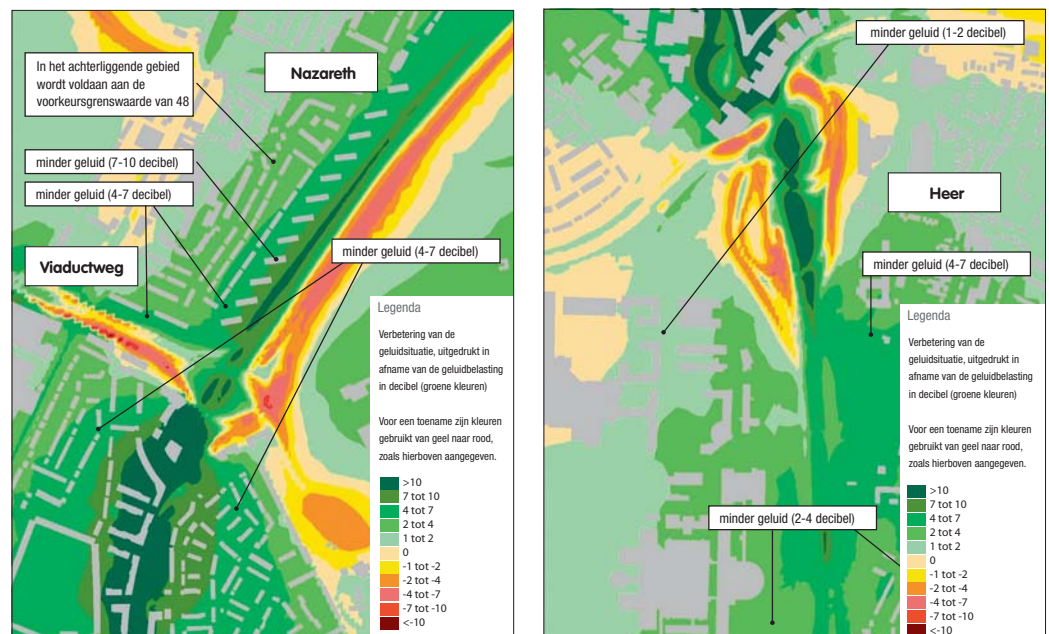 In het achterliggende gebied
wordt voldaan aan de
voorkeursgrenswaarde van 48
Nazareth
minder geluid (7-10 decibel)
minder geluid (4-7 decibel)
minder geluid (4-7 decibel)
Viaductweg
Legenda
Verbetering van de
geluidsituatie, uitgedrukt in
afname van de geluidbelasting
in decibel (groene kleuren)
Voor een toename zijn kleuren
gebruikt van geel naar rood,
zoals hierboven aangegeven.
>10
7 tot 10
4 tot 7
2 tot 4
1 tot 2
0
-1 tot -2
-2 tot -4
-4 tot -7
-7 tot -10
<-10
minder geluid (1-2 decibel)
Heer
minder geluid (4-7 decibel)
minder geluid (2-4 decibel)
Legenda
Verbetering van de
geluidsituatie, uitgedrukt in
afname van de geluidbelasting
in decibel (groene kleuren)
Voor een toename zijn kleuren
gebruikt van geel naar rood,
zoals hierboven aangegeven.
>10
7 tot 10
4 tot 7
2 tot 4
1 tot 2
0
-1 tot -2
-2 tot -4
-4 tot -7
-7 tot -10
<-10